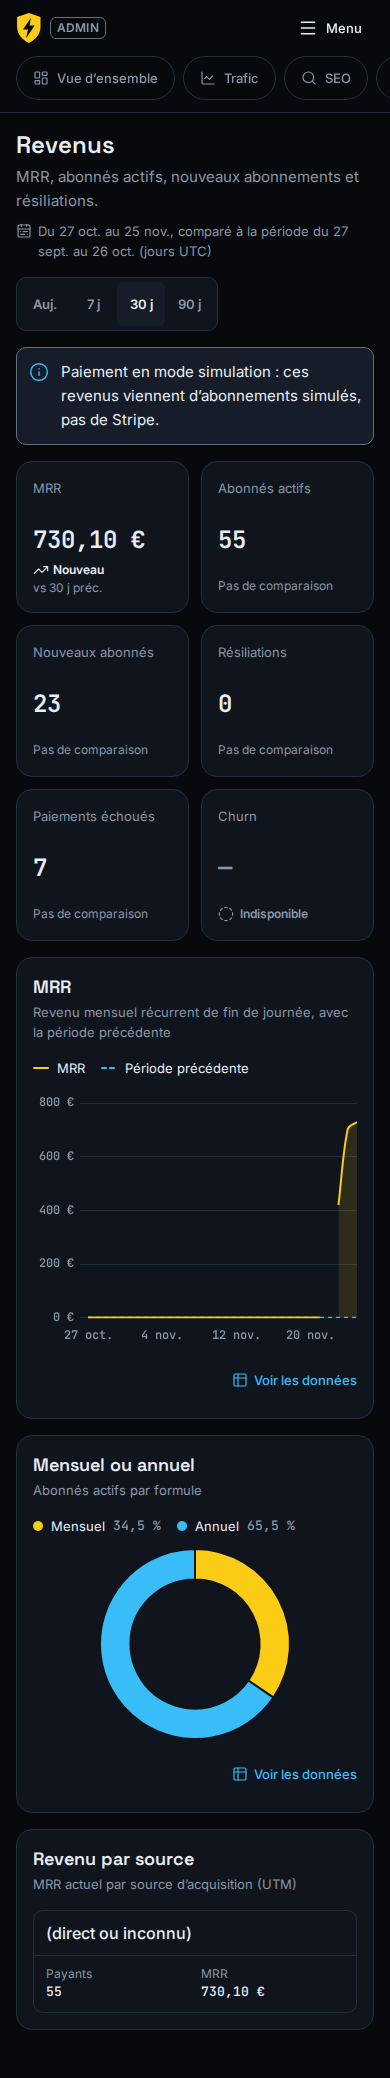 ADMIN
Menu
Vue d’ensemble
Trafic
SEO
Revenus
MRR, abonnés actifs, nouveaux abonnements et
résiliations.
Du 27 oct. au 25 nov., comparé à la période du 27
sept. au 26 oct. (jours UTC)
Auj. 7 j 30 j 90 j
Paiement en mode simulation : ces
revenus viennent d’abonnements simulés,
pas de Stripe.
MRR
730,10 €
Nouveau
vs 30 j préc.
Abonnés actifs
55
Pas de comparaison
Nouveaux abonnés
23
Pas de comparaison
Résiliations
0
Pas de comparaison
Paiements échoués
7
Pas de comparaison
Churn
—
Indisponible
MRR
Revenu mensuel récurrent de fin de journée, avec
la période précédente
MRR Période précédente
800 €
600 €
400 €
200 €
0 €
27 oct. 4 nov. 12 nov. 20 nov.
Voir les données
Mensuel ou annuel
Abonnés actifs par formule
Mensuel 34,5 % Annuel 65,5 %
Voir les données
Revenu par source
MRR actuel par source d’acquisition (UTM)
(direct ou inconnu)
Payants MRR
55 730,10 €